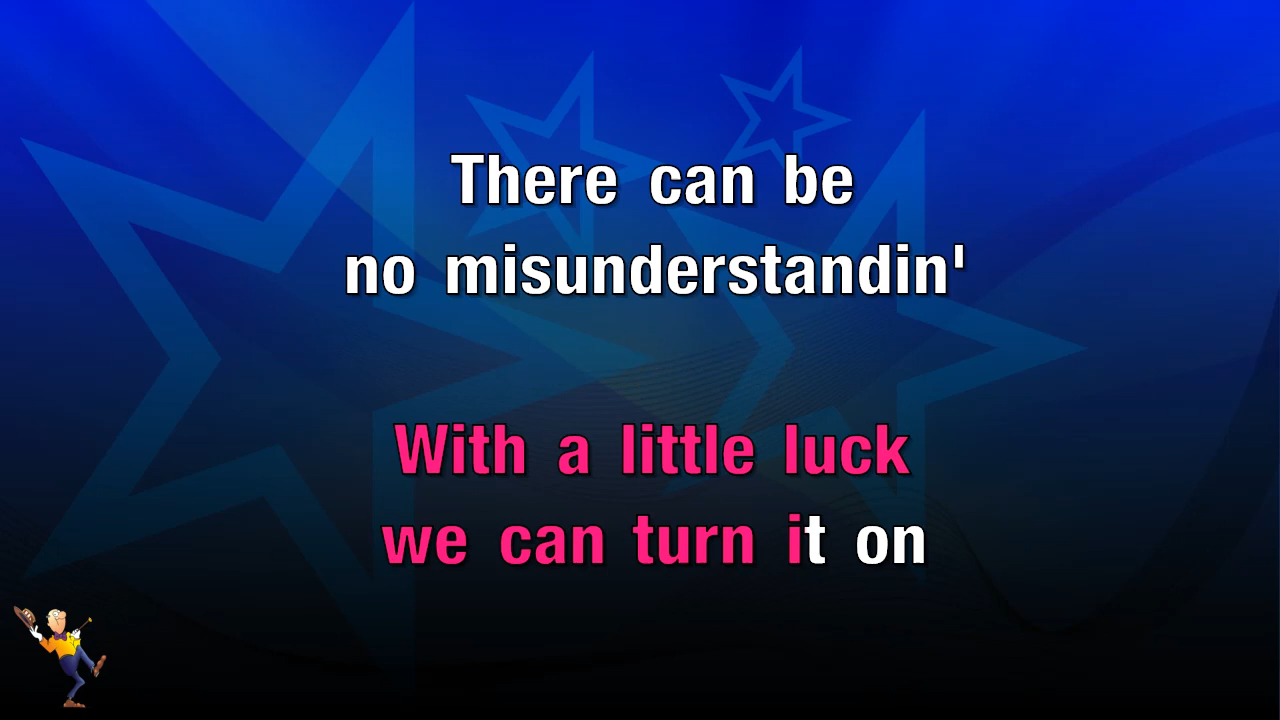 There can be
no misunderstandin'
With a little luck
we can turn it on